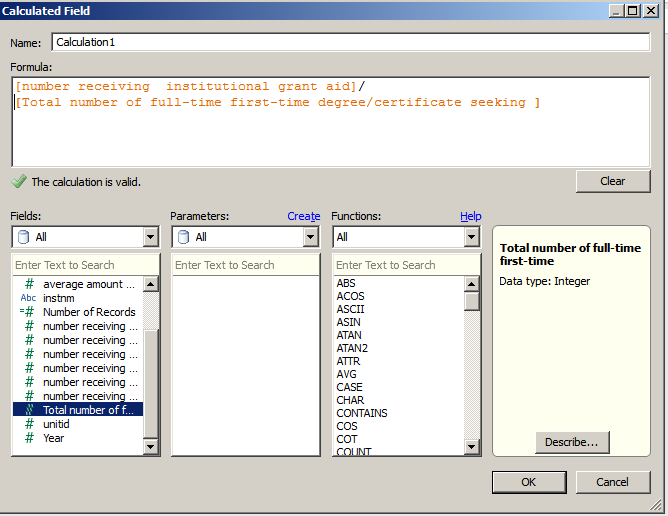 Calculated Field
Name: Calculation1
Formula:
[number receiving  institutional grant aid]/
[Total number of full-time first-time degree/certificate seeking ]
The calculation is valid.
Clear
Fields:
All
Enter Text to Search
# average amount ...
Abc instnm
=# Number of Records
# number receiving ...
# number receiving ...
# number receiving ...
# number receiving ...
# number receiving ...
# Total number of f...
# unitid
# Year
Parameters: Create
All
Enter Text to Search
Functions: Help
All
Enter Text to Search
ABS
ACOS
ASCII
ASIN
ATAN
ATAN2
ATTR
AVG
CASE
CHAR
CONTAINS
COS
COT
COUNT
Total number of full-time
first-time
Data type: Integer
Describe...
OK
Cancel